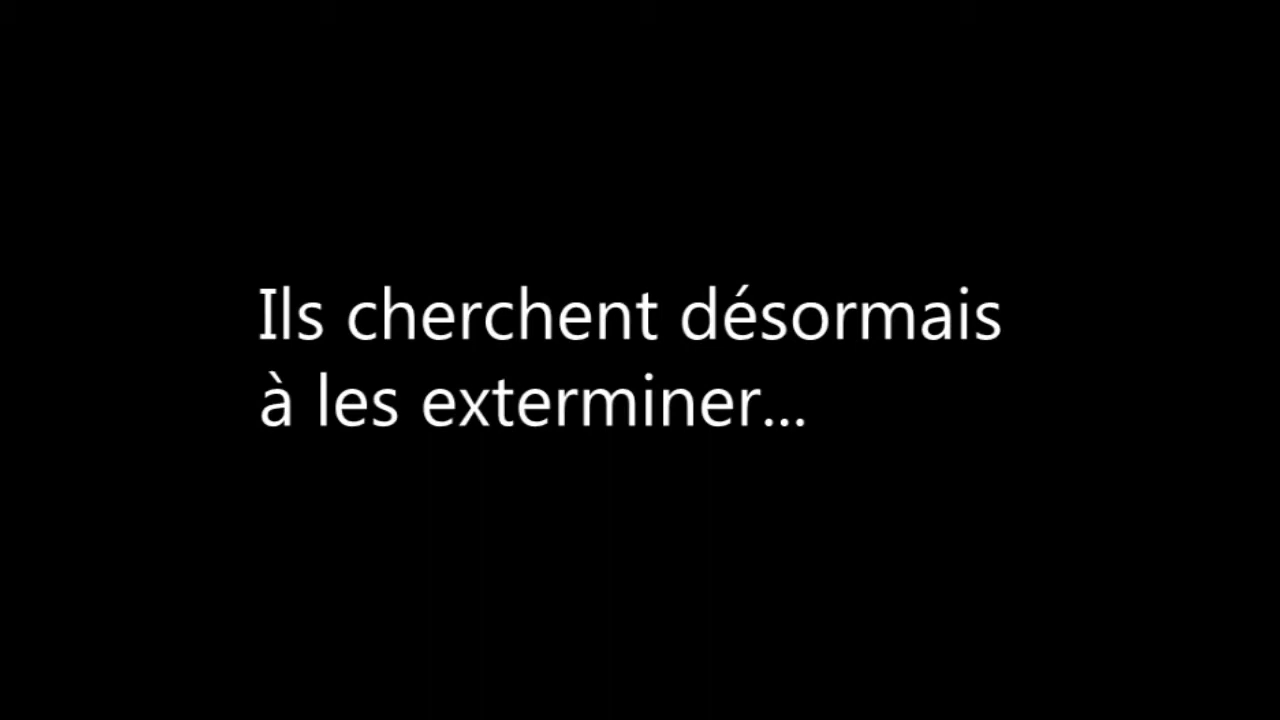 Ils cherchent désormais
à les exterminer...